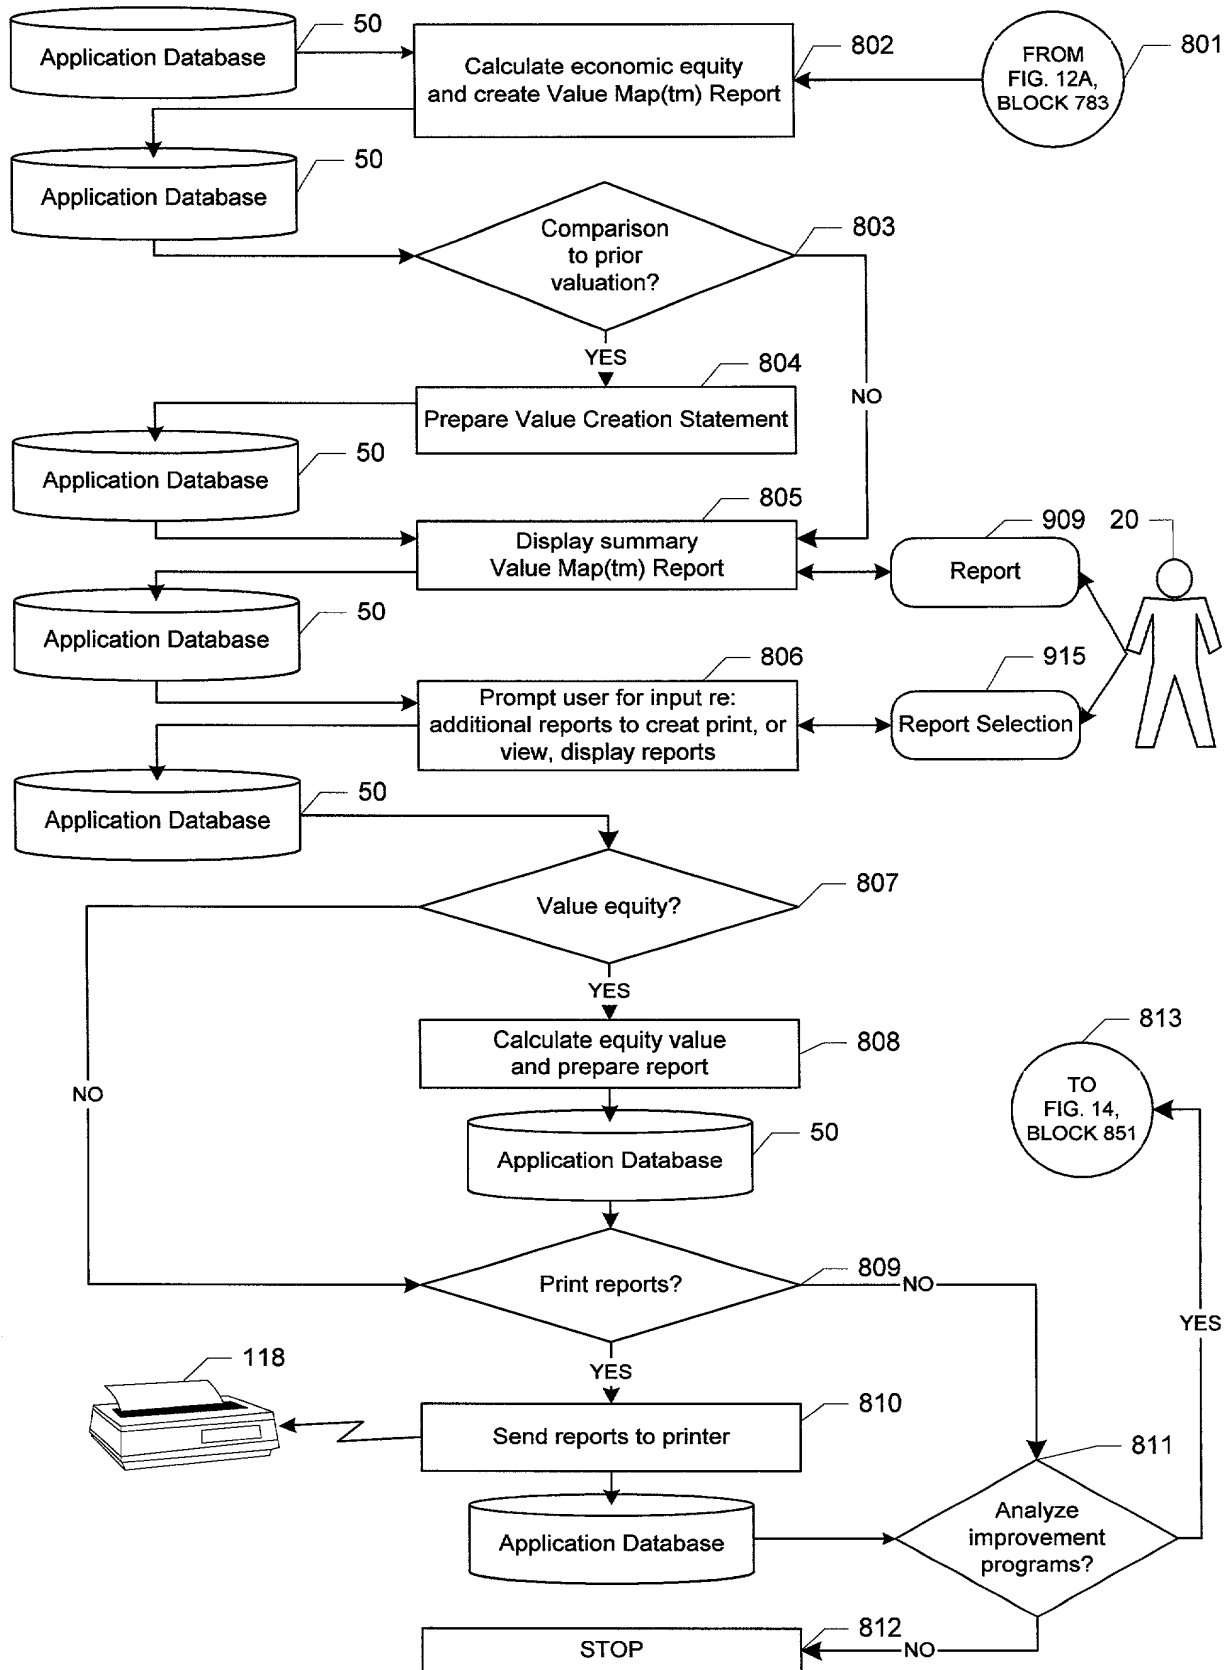 50
Application Database
802
Calculate economic equity
and create Value Map(tm) Report
FROM
FIG. 12A,
BLOCK 783
801
50
Application Database
Comparison
to prior
valuation?
803
YES
NO
804
Prepare Value Creation Statement
50
Application Database
805
Display summary
Value Map(tm) Report
909
20
Report
50
Application Database
806
Prompt user for input re:
additional reports to creat print, or
view, display reports
915
Report Selection
50
Application Database
Value equity?
807
NO
YES
Calculate equity value
and prepare report
808
813
TO
FIG. 14,
BLOCK 851
50
Application Database
Print reports?
809
NO
YES
YES
118
810
Send reports to printer
811
Application Database
Analyze
improvement
programs?
812
NO
STOP